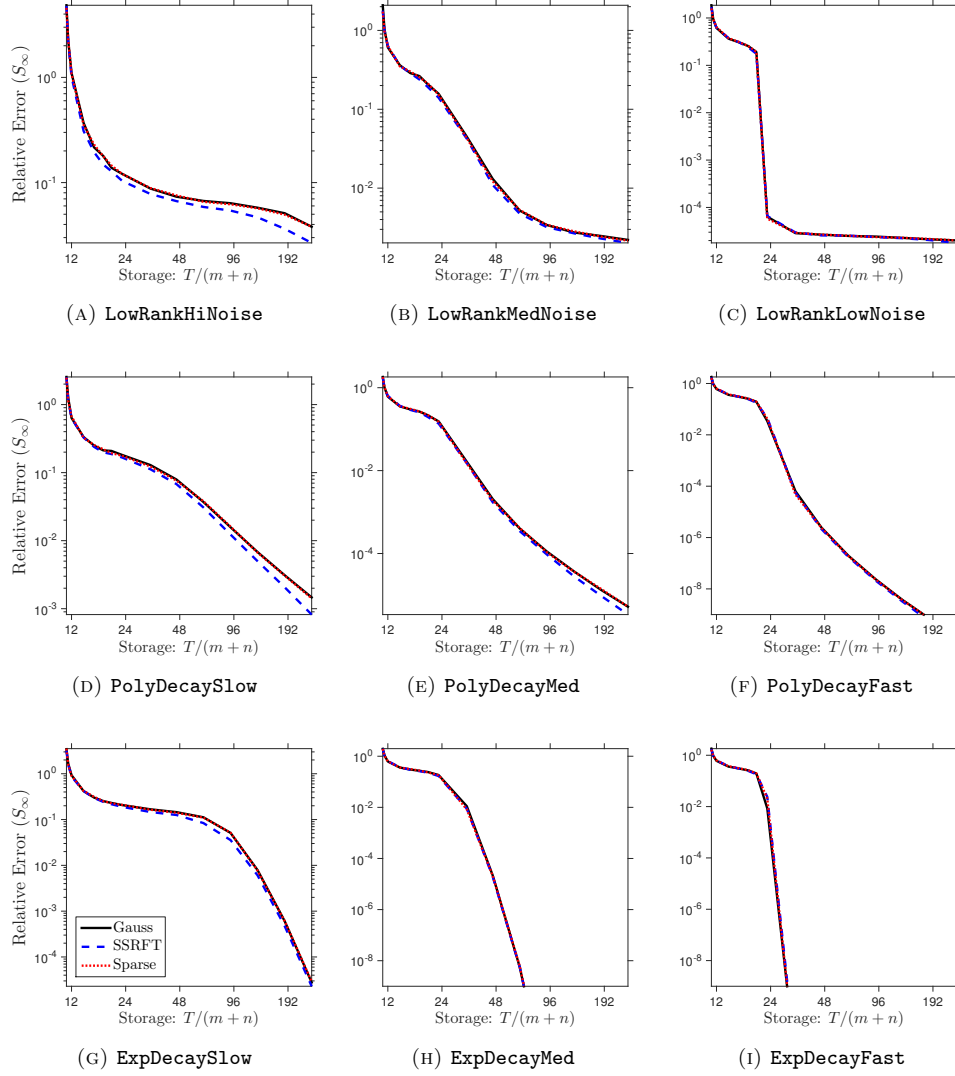 Relative Error (S∞)
10^0
10^-1
12 24 48 96 192
Storage: T/(m + n)
(A) LowRankHiNoise
10^0
10^-2
12 24 48 96 192
Storage: T/(m + n)
(B) LowRankMedNoise
10^0
10^-1
10^-2
10^-3
10^-4
12 24 48 96 192
Storage: T/(m + n)
(C) LowRankLowNoise
Relative Error (S∞)
10^0
10^-1
10^-2
10^-3
12 24 48 96 192
Storage: T/(m + n)
(D) PolyDecaySlow
10^0
10^-2
10^-4
12 24 48 96 192
Storage: T/(m + n)
(E) PolyDecayMed
10^0
10^-2
10^-4
10^-6
10^-8
12 24 48 96 192
Storage: T/(m + n)
(F) PolyDecayFast
Relative Error (S∞)
10^0
10^-1
10^-2
10^-3
10^-4
Gauss
SSRFT
Sparse
12 24 48 96 192
Storage: T/(m + n)
(G) ExpDecaySlow
10^0
10^-2
10^-4
10^-6
10^-8
12 24 48 96 192
Storage: T/(m + n)
(H) ExpDecayMed
10^0
10^-2
10^-4
10^-6
10^-8
12 24 48 96 192
Storage: T/(m + n)
(I) ExpDecayFast